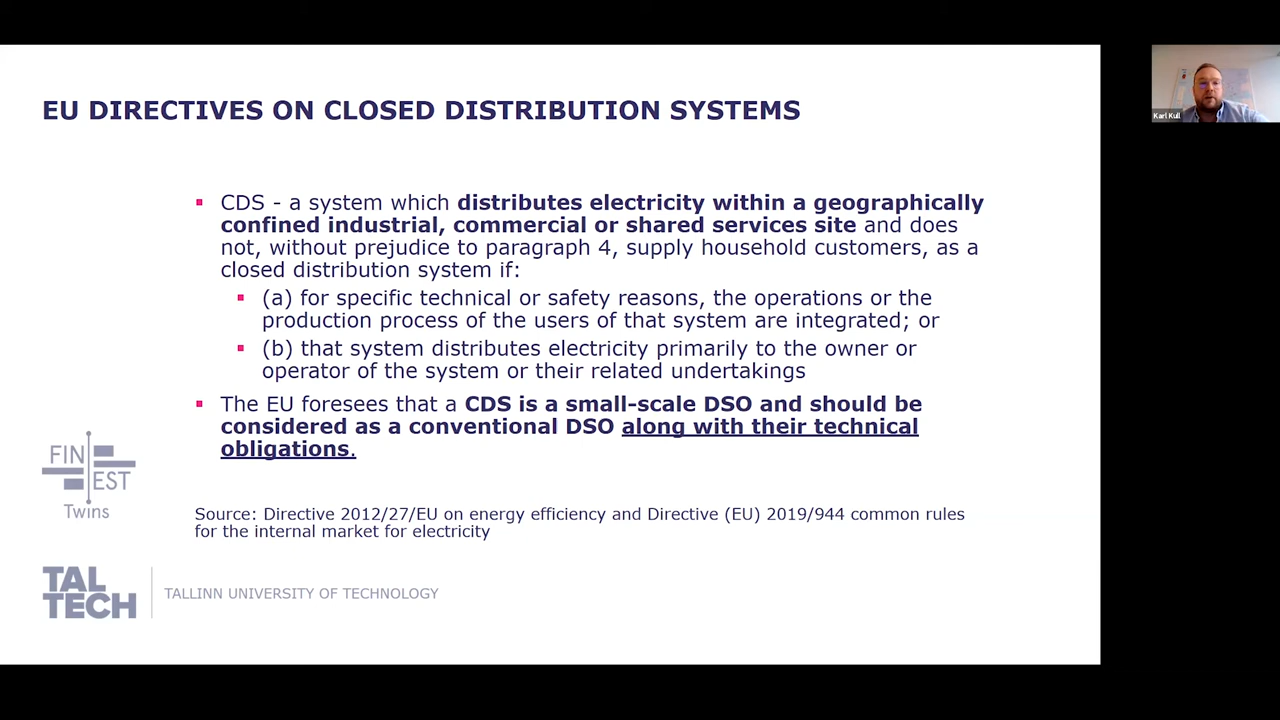 EU DIRECTIVES ON CLOSED DISTRIBUTION SYSTEMS
Karl Kull
CDS - a system which distributes electricity within a geographically
confined industrial, commercial or shared services site and does
not, without prejudice to paragraph 4, supply household customers, as a
closed distribution system if:
(a) for specific technical or safety reasons, the operations or the
production process of the users of that system are integrated; or
(b) that system distributes electricity primarily to the owner or
operator of the system or their related undertakings
The EU foresees that a CDS is a small-scale DSO and should be
considered as a conventional DSO along with their technical
obligations.
FIN
EST
Twins
Source: Directive 2012/27/EU on energy efficiency and Directive (EU) 2019/944 common rules
for the internal market for electricity
TAL
TECH
TALLINN UNIVERSITY OF TECHNOLOGY